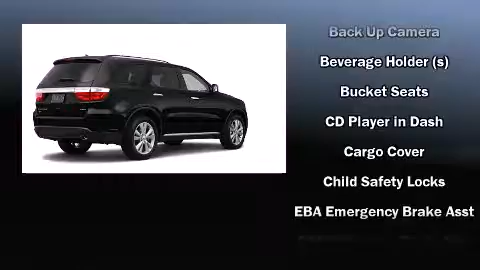 Back Up Camera
Beverage Holder (s)
Bucket Seats
CD Player in Dash
Cargo Cover
Child Safety Locks
EBA Emergency Brake Asst